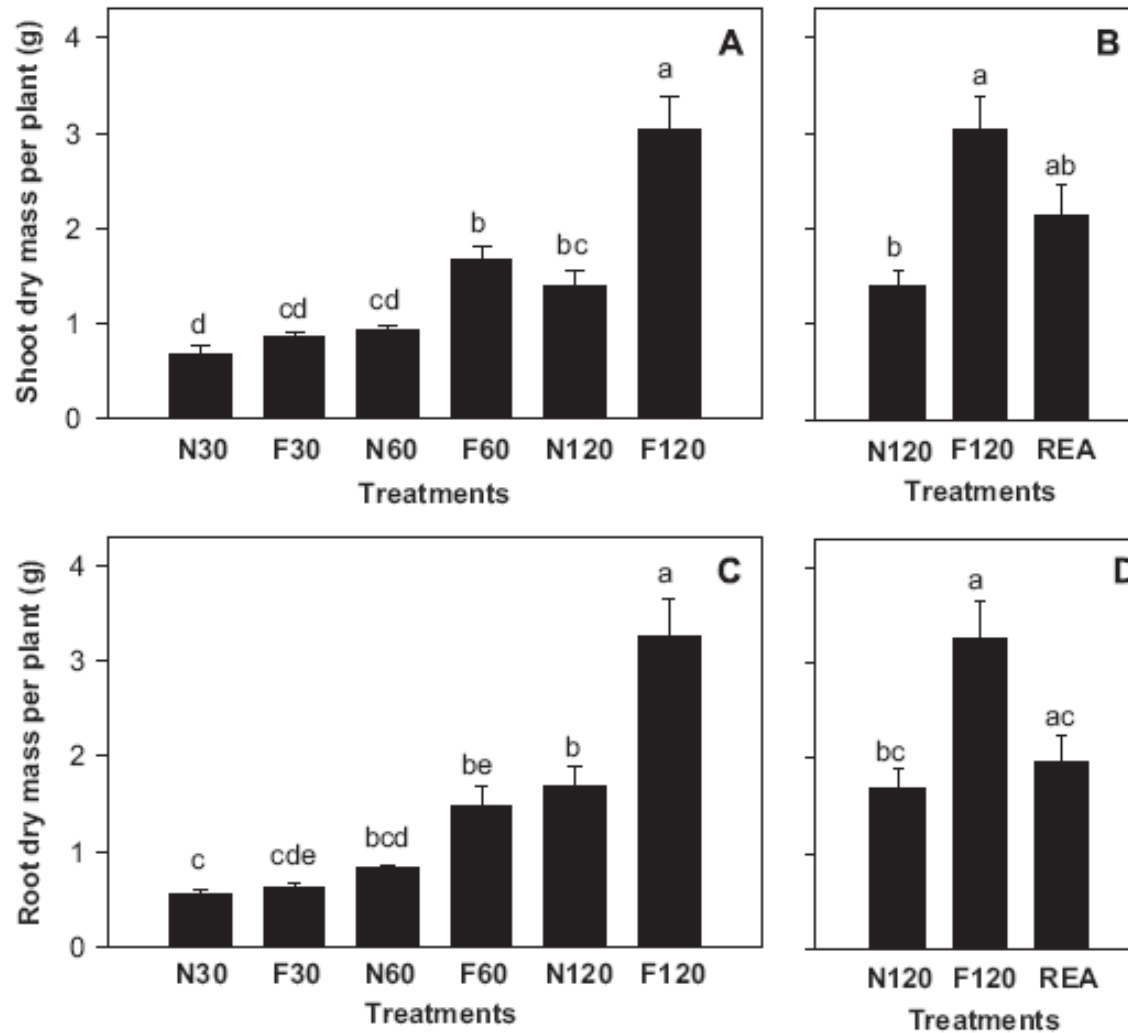 Shoot dry mass per plant (g)
4
3
2
1
0
A
d
cd
cd
b
bc
a
N30 F30 N60 F60 N120 F120
Treatments
B
b
a
ab
N120 F120 REA
Treatments
Root dry mass per plant (g)
4
3
2
1
0
C
c
cde
bcd
be
b
a
N30 F30 N60 F60 N120 F120
Treatments
D
bc
a
ac
N120 F120 REA
Treatments